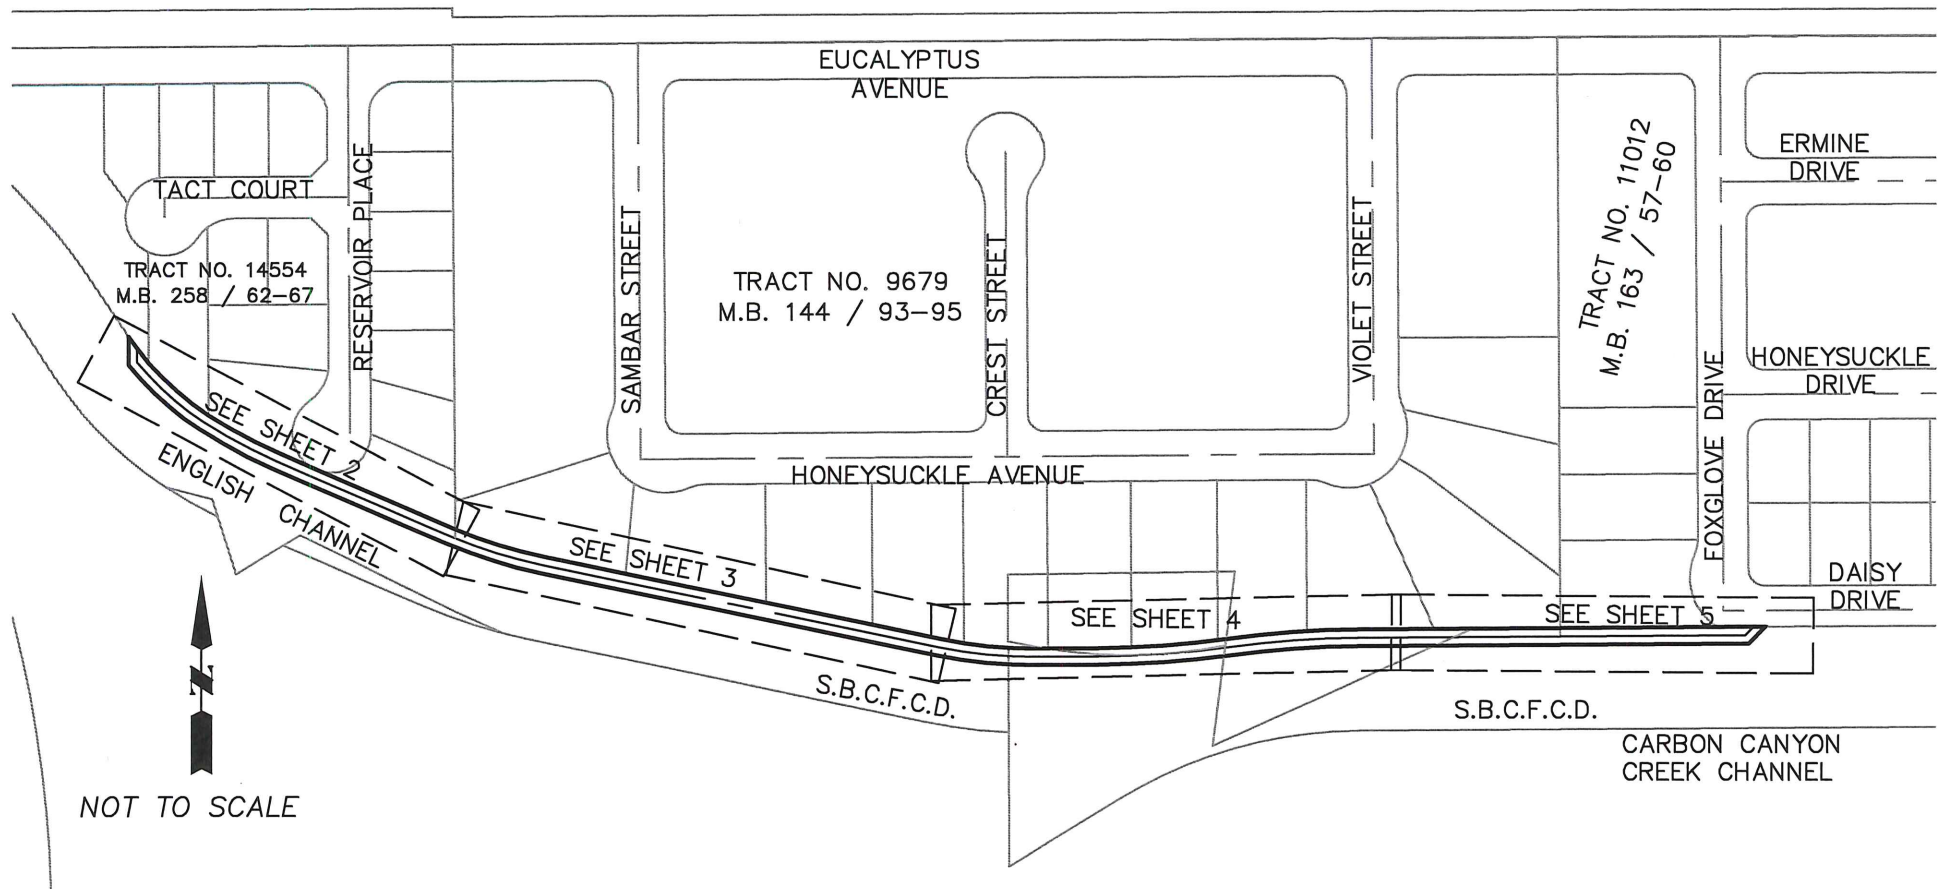 EUCALYPTUS
AVENUE
ERMINE
DRIVE
TACT COURT
RESERVOIR PLACE
TRACT NO. 14554
M.B. 258 / 62-67
SAMBAR STREET
TRACT NO. 9679
M.B. 144 / 93-95
CREST STREET
VIOLET STREET
TRACT NO. 11012
M.B. 163 / 57-60
FOXGLOVE DRIVE
HONEYSUCKLE
DRIVE
HONEYSUCKLE AVENUE
DAISY
DRIVE
SEE SHEET 2
ENGLISH CHANNEL
SEE SHEET 3
SEE SHEET 4
SEE SHEET 5
S.B.C.F.C.D.
S.B.C.F.C.D.
CARBON CANYON
CREEK CHANNEL
N
NOT TO SCALE